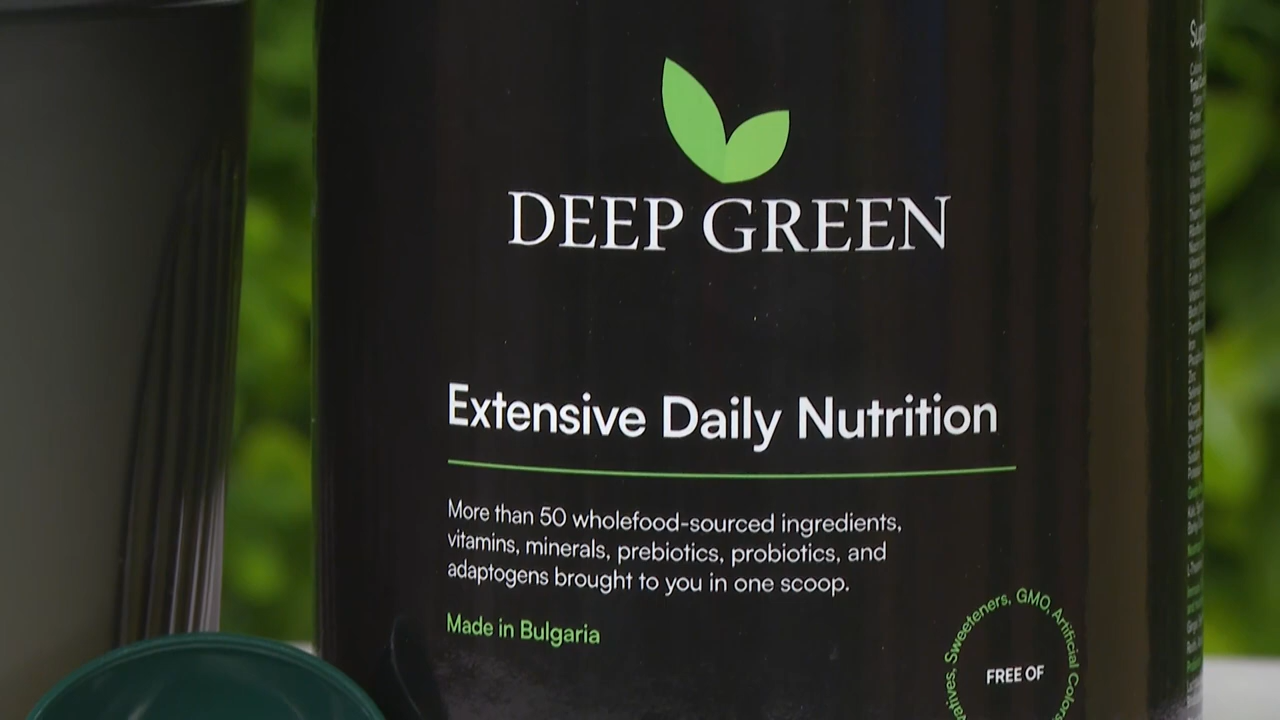 DEEP GREEN
Extensive Daily Nutrition
More than 50 wholefood-sourced ingredients,
vitamins, minerals, prebiotics, probiotics, and
adaptogens brought to you in one scoop.
Made in Bulgaria
Sweeteners, GMO, Artificial Colors
FREE OF